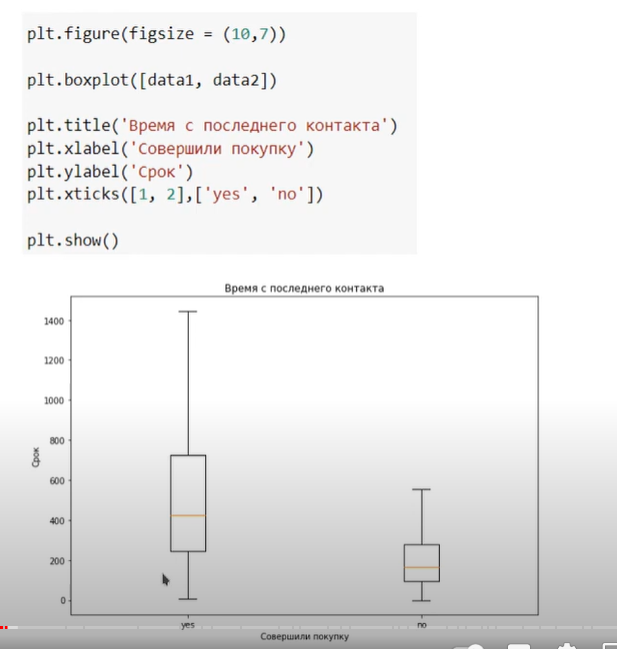 plt.figure(figsize = (10,7))
plt.boxplot([data1, data2])
plt.title('Время с последнего контакта')
plt.xlabel('Совершили покупку')
plt.ylabel('Срок')
plt.xticks([1, 2],['yes', 'no'])
plt.show()
Время с последнего контакта
1400
1200
1000
800
600
400
200
0
Срок
yes no
Совершили покупку